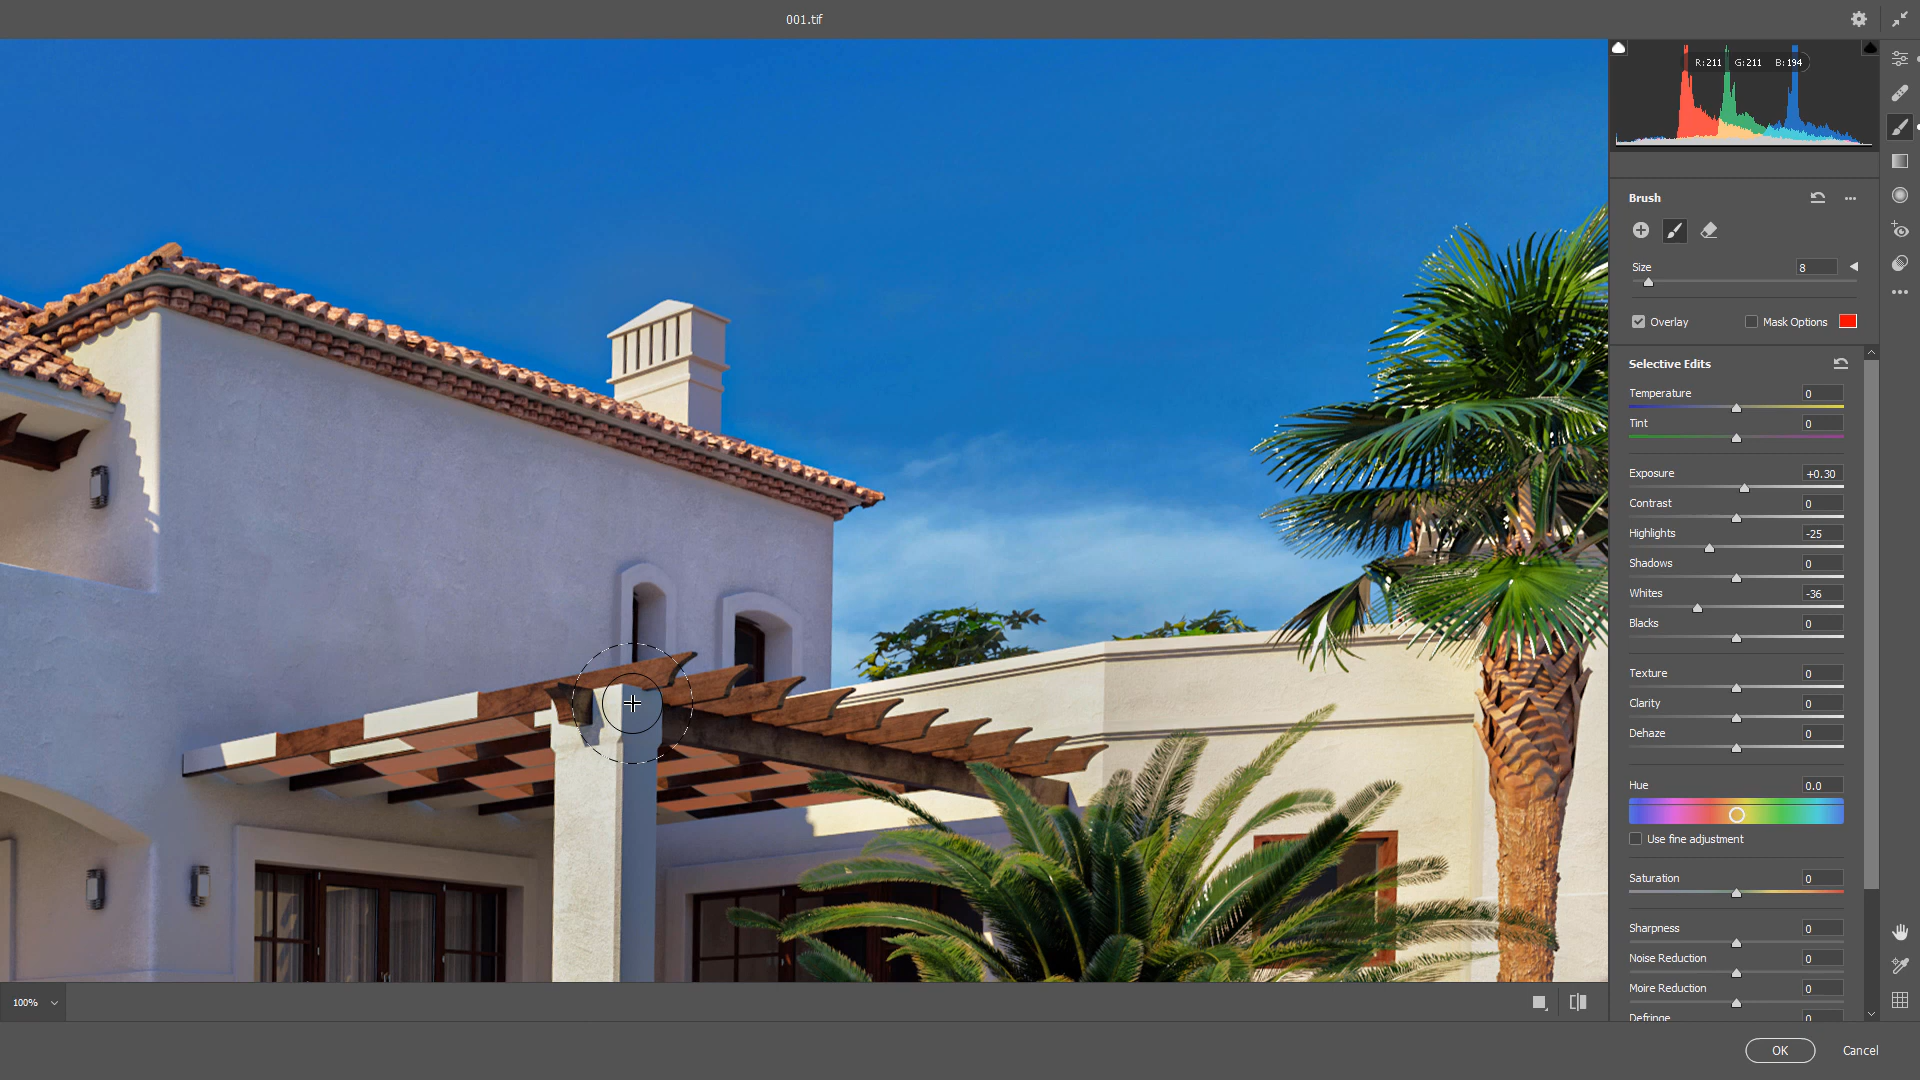 001.tif
R:211 G:211 B:194
Brush
Size 8
Overlay Mask Options
Selective Edits
Temperature 0
Tint 0
Exposure +0.30
Contrast 0
Highlights -25
Shadows 0
Whites -36
Blacks 0
Texture 0
Clarity 0
Dehaze 0
Hue 0.0
Use fine adjustment
Saturation 0
Sharpness 0
Noise Reduction 0
Moire Reduction 0
Defringe 0
100%
OK Cancel